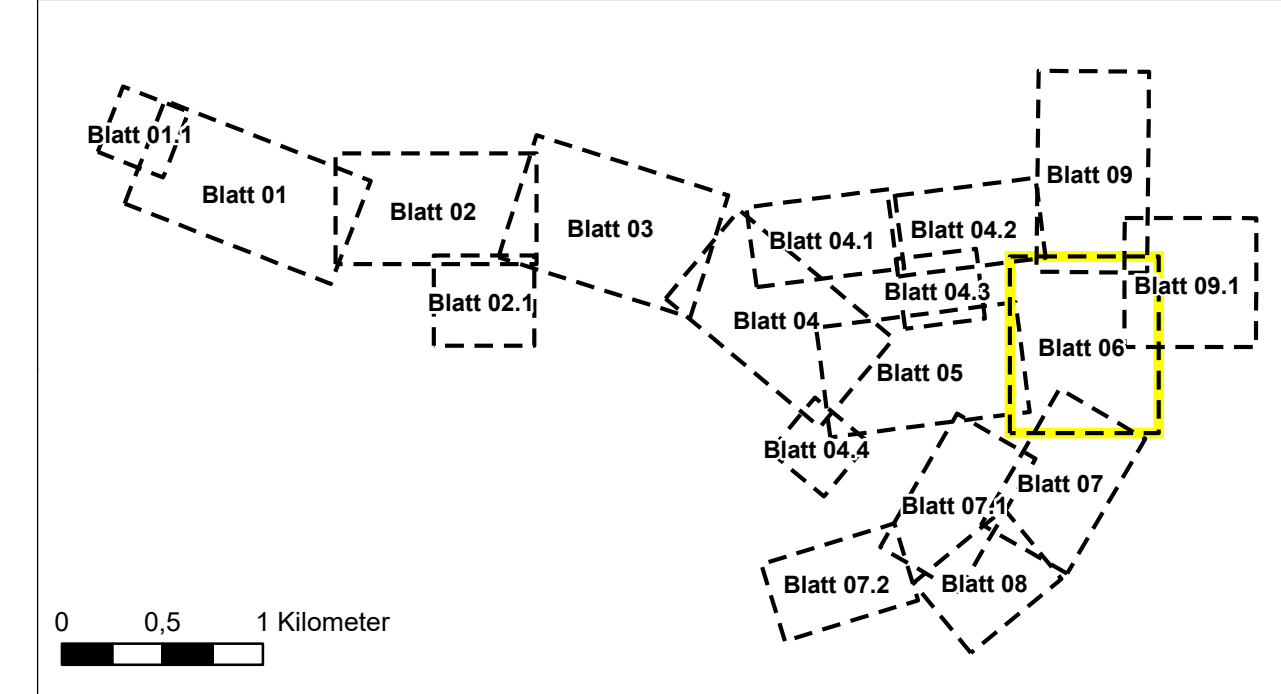 Blatt 01.1
Blatt 01
Blatt 02
Blatt 02.1
Blatt 03
Blatt 04
Blatt 04.1
Blatt 04.2
Blatt 04.3
Blatt 04.4
Blatt 05
Blatt 06
Blatt 09
Blatt 09.1
Blatt 07
Blatt 07.1
Blatt 07.2
Blatt 08
0 0,5 1 Kilometer